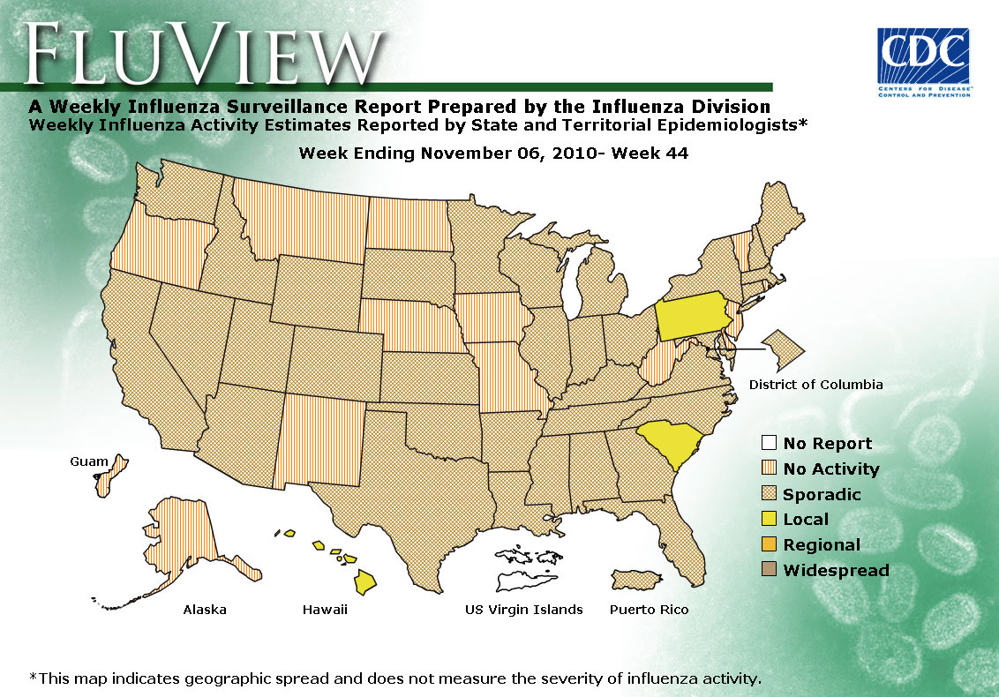 FLUVIEW
CDC
CENTERS FOR DISEASE
CONTROL AND PREVENTION
A Weekly Influenza Surveillance Report Prepared by the Influenza Division
Weekly Influenza Activity Estimates Reported by State and Territorial Epidemiologists*
Week Ending November 06, 2010- Week 44
District of Columbia
No Report
No Activity
Sporadic
Local
Regional
Widespread
Guam
Alaska
Hawaii
US Virgin Islands
Puerto Rico
*This map indicates geographic spread and does not measure the severity of influenza activity.